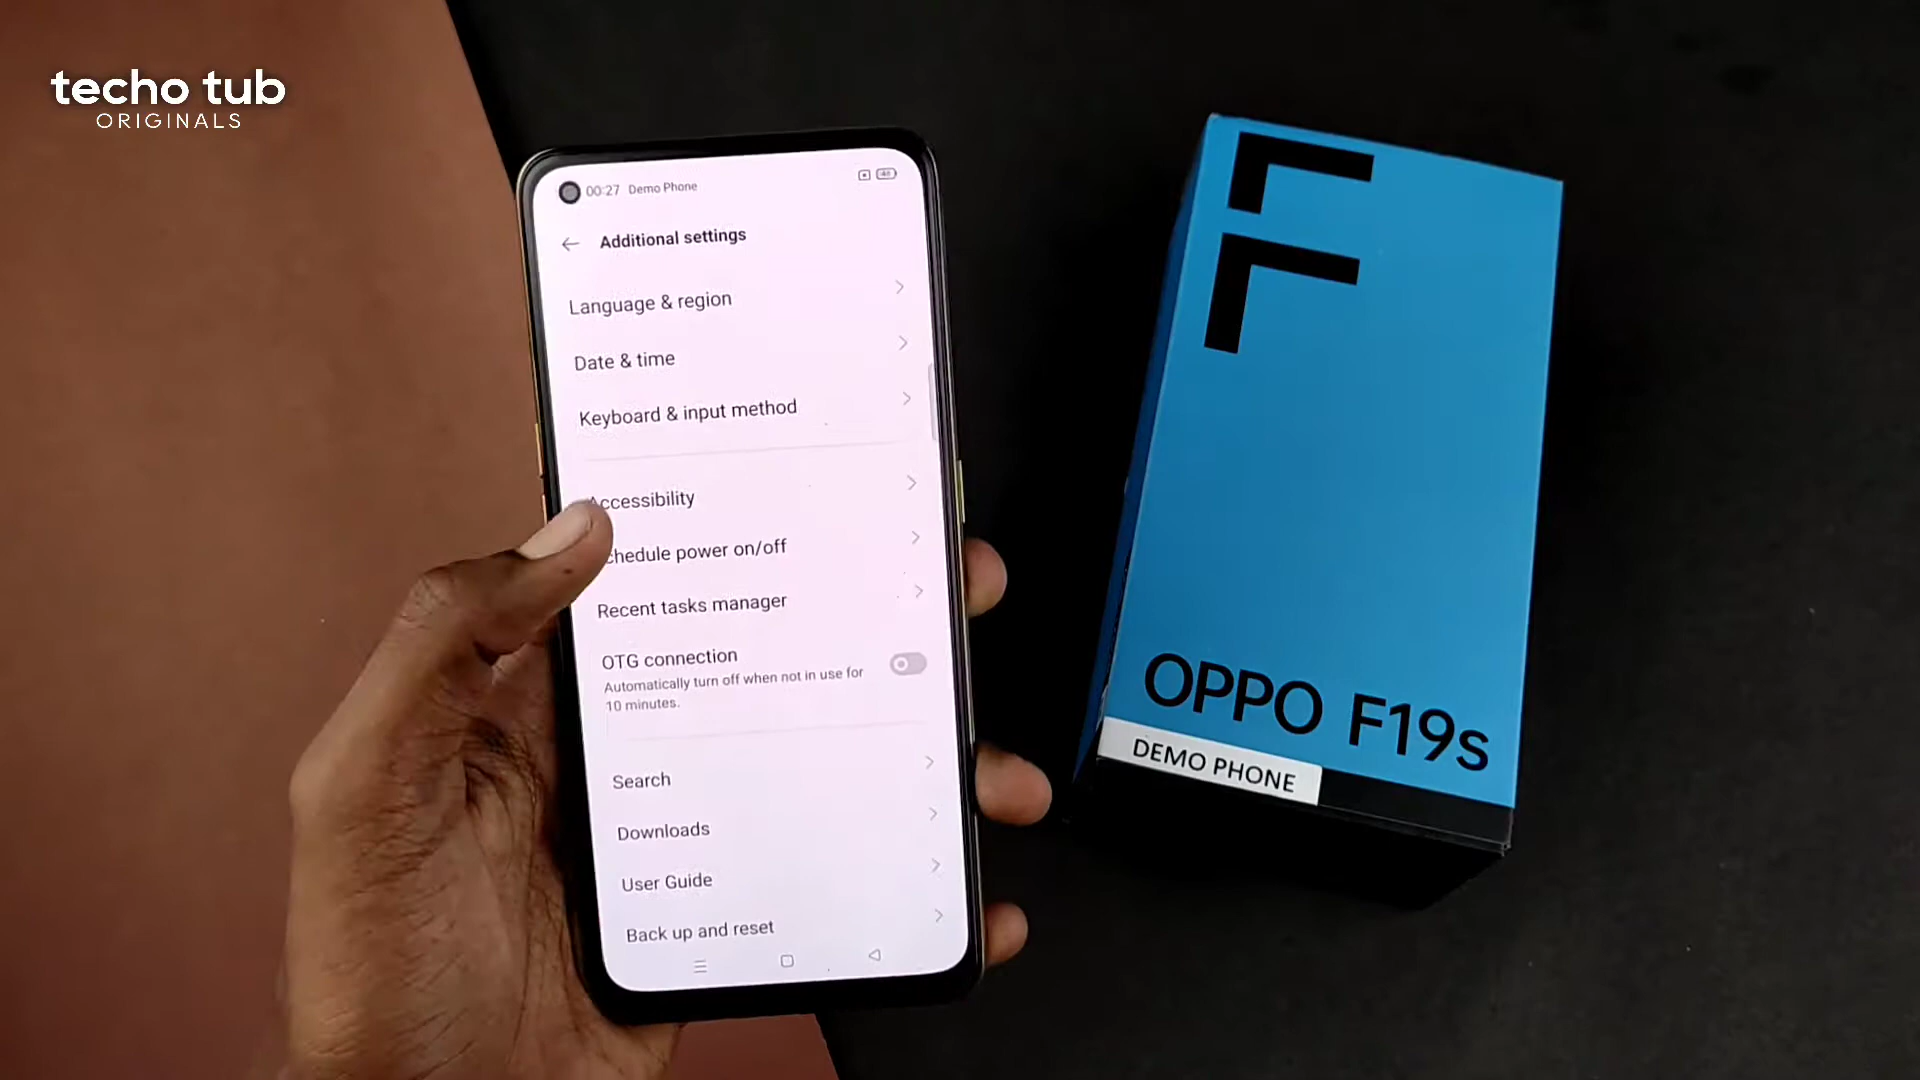 techo tub
ORIGINALS
00:27 Demo Phone
Additional settings
Language & region
Date & time
Keyboard & input method
Accessibility
chedule power on/off
Recent tasks manager
OTG connection
Automatically turn off when not in use for
10 minutes.
Search
Downloads
User Guide
Back up and reset
OPPO F19s
DEMO PHONE